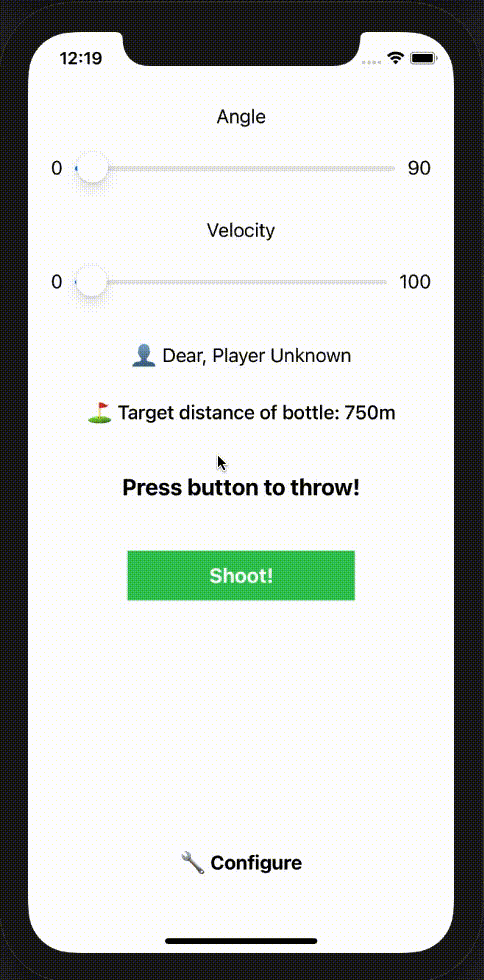 12:19
Angle
0 90
Velocity
0 100
Dear, Player Unknown
Target distance of bottle: 750m
Press button to throw!
Shoot!
Configure